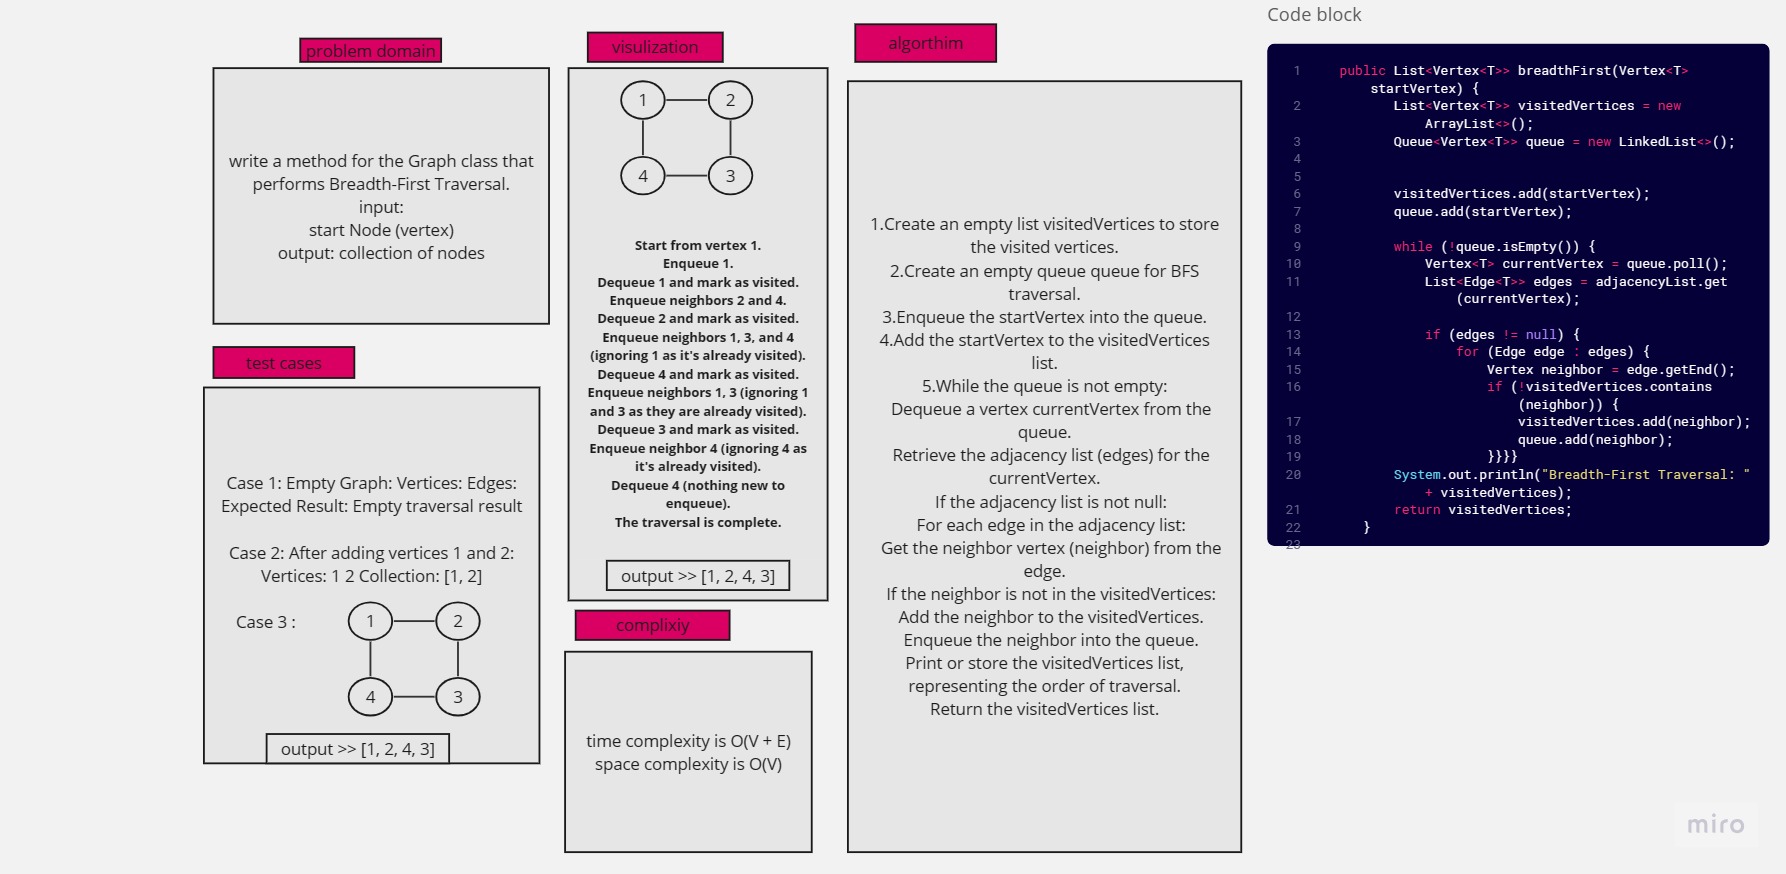 problem domain
write a method for the Graph class that
performs Breadth-First Traversal.
input:
start Node (vertex)
output: collection of nodes
test cases
Case 1: Empty Graph: Vertices: Edges:
Expected Result: Empty traversal result
Case 2: After adding vertices 1 and 2:
Vertices: 1 2 Collection: [1, 2]
Case 3 :
1
2
4
3
output >> [1, 2, 4, 3]
visulization
1
2
4
3
Start from vertex 1.
Enqueue 1.
Dequeue 1 and mark as visited.
Enqueue neighbors 2 and 4.
Dequeue 2 and mark as visited.
Enqueue neighbors 1, 3, and 4
(ignoring 1 as it's already visited).
Dequeue 4 and mark as visited.
Enqueue neighbors 1, 3 (ignoring 1
and 3 as they are already visited).
Dequeue 3 and mark as visited.
Enqueue neighbor 4 (ignoring 4 as
it's already visited).
Dequeue 4 (nothing new to
enqueue).
The traversal is complete.
output >> [1, 2, 4, 3]
complixiy
time complexity is O(V + E)
space complexity is O(V)
algorthim
1.Create an empty list visitedVertices to store
the visited vertices.
2.Create an empty queue queue for BFS
traversal.
3.Enqueue the startVertex into the queue.
4.Add the startVertex to the visitedVertices
list.
5.While the queue is not empty:
Dequeue a vertex currentVertex from the
queue.
Retrieve the adjacency list (edges) for the
currentVertex.
If the adjacency list is not null:
For each edge in the adjacency list:
Get the neighbor vertex (neighbor) from the
edge.
If the neighbor is not in the visitedVertices:
Add the neighbor to the visitedVertices.
Enqueue the neighbor into the queue.
Print or store the visitedVertices list,
representing the order of traversal.
Return the visitedVertices list.
Code block
1 public List<Vertex<T>> breadthFirst(Vertex<T>
startVertex) {
2 List<Vertex<T>> visitedVertices = new
ArrayList<>();
3 Queue<Vertex<T>> queue = new LinkedList<>();
4
5
6 visitedVertices.add(startVertex);
7 queue.add(startVertex);
8
9 while (!queue.isEmpty()) {
10 Vertex<T> currentVertex = queue.poll();
11 List<Edge<T>> edges = adjacencyList.get
(currentVertex);
12
13 if (edges != null) {
14 for (Edge edge : edges) {
15 Vertex neighbor = edge.getEnd();
16 if (!visitedVertices.contains
(neighbor)) {
17 visitedVertices.add(neighbor);
18 queue.add(neighbor);
19 }}}}
20 System.out.println("Breadth-First Traversal: "
+ visitedVertices);
21 return visitedVertices;
22 }
23
miro